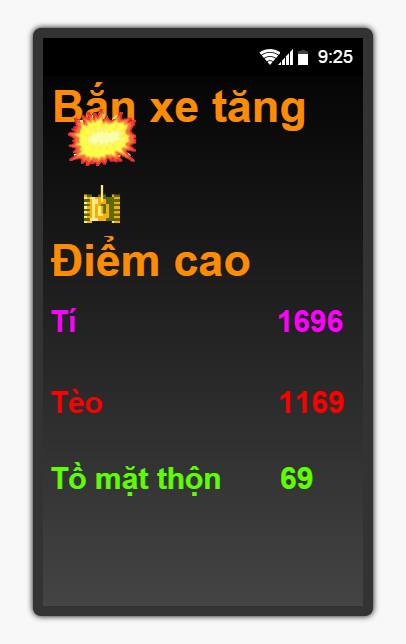 9:25
Bắn xe tăng
Điểm cao
Tí 1696
Tèo 1169
Tồ mặt thộn 69